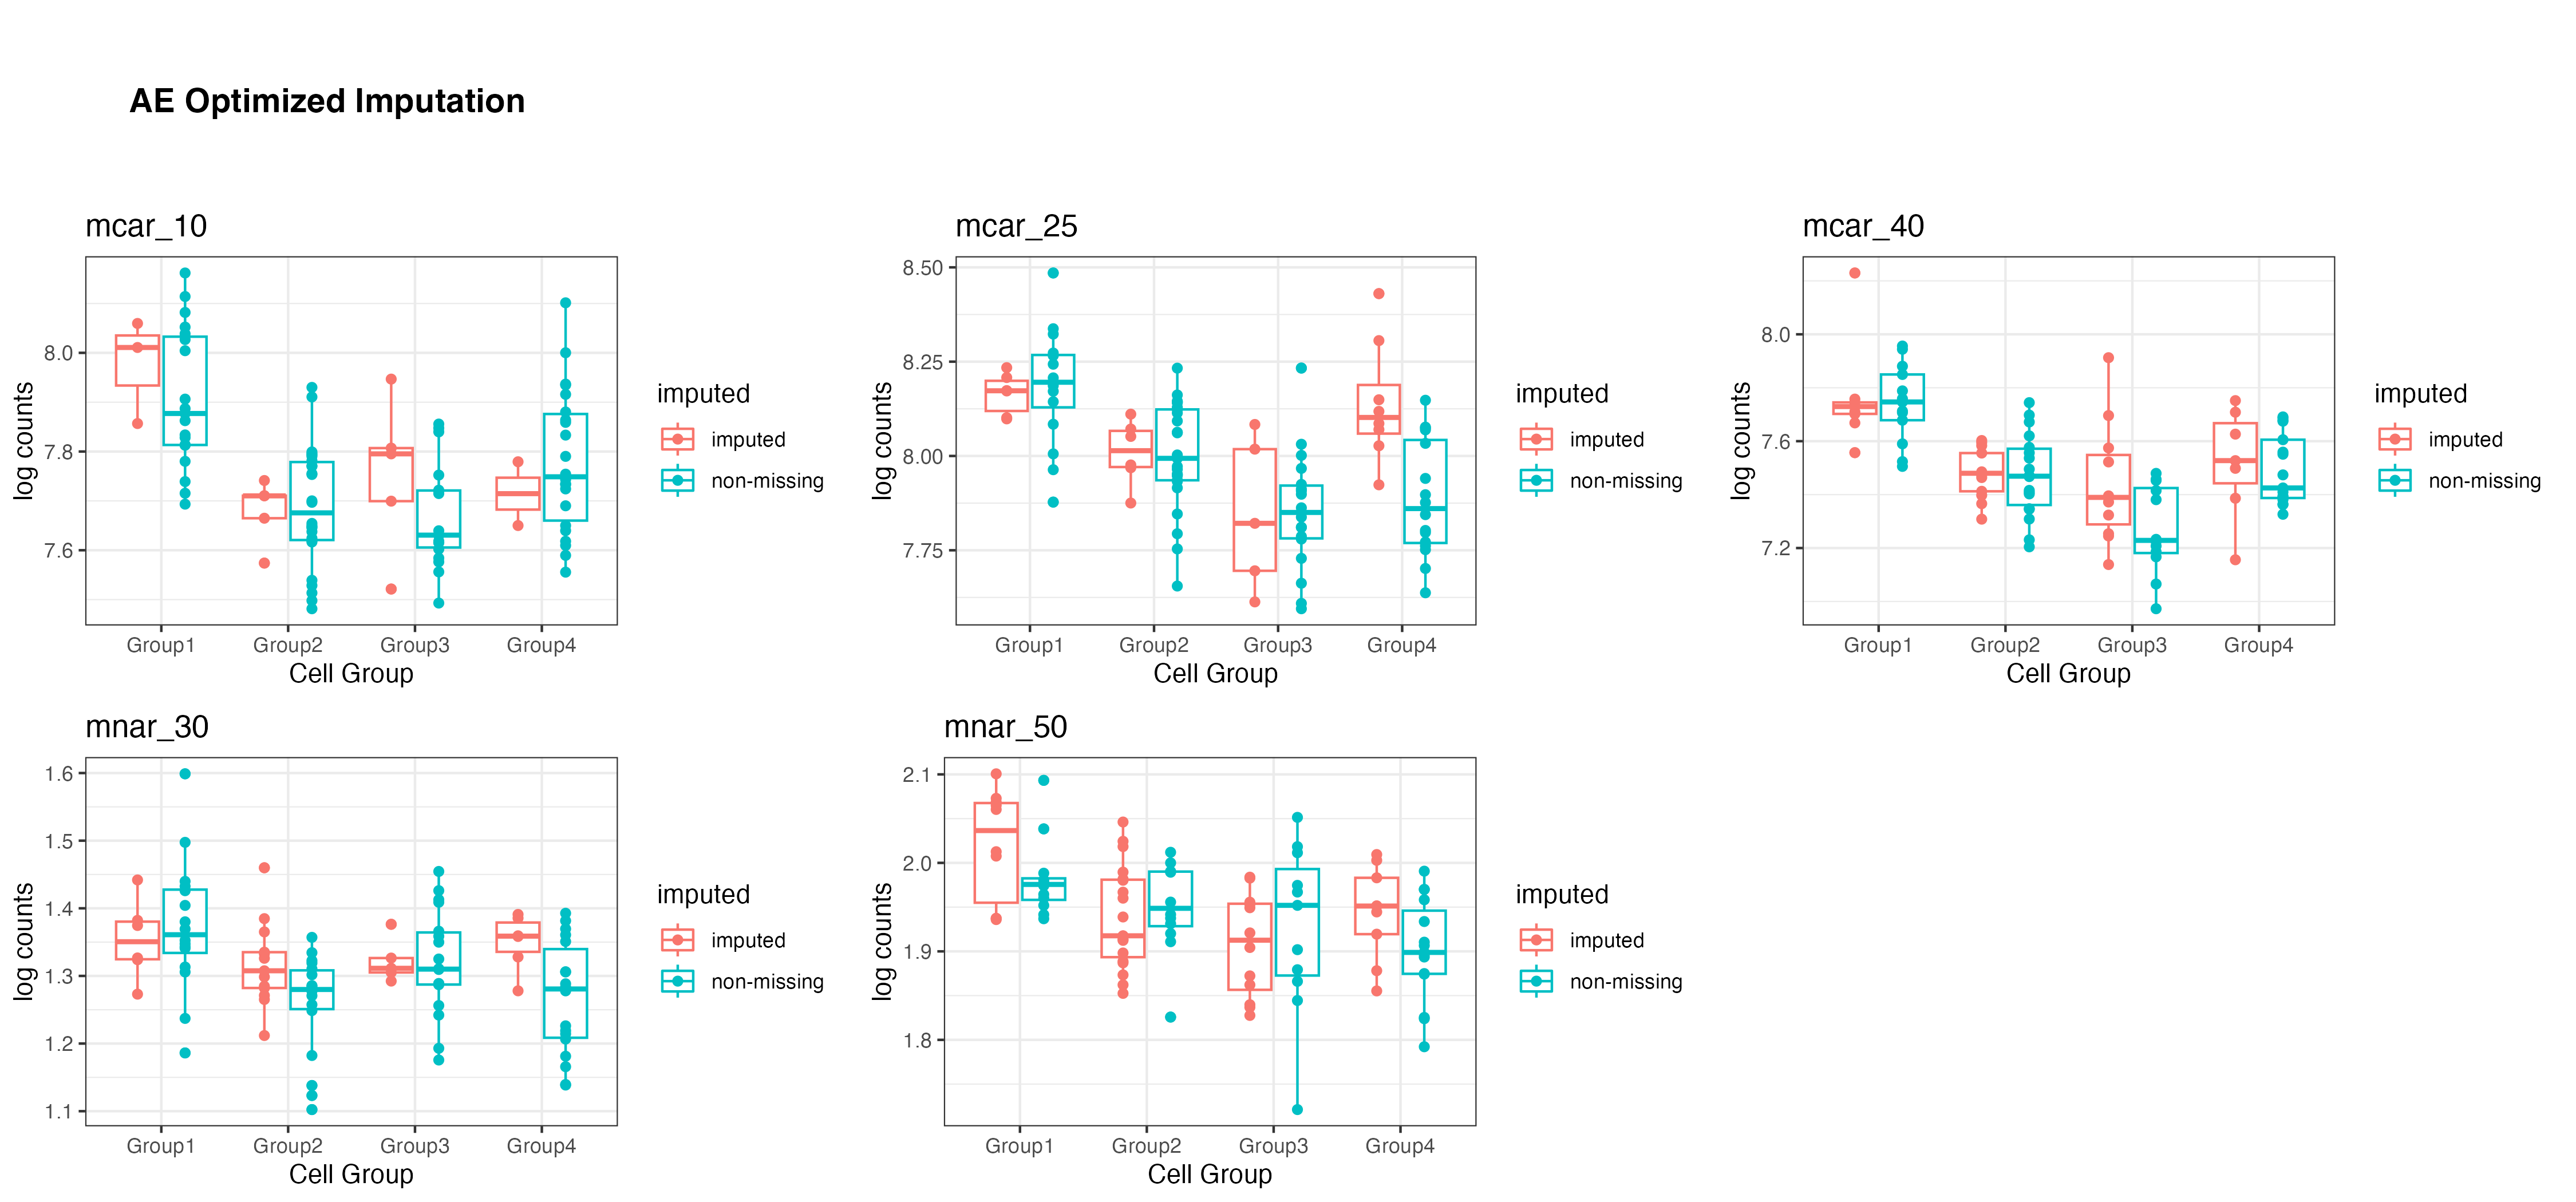 AE Optimized Imputation
mcar_10
log counts
8.0
7.8
7.6
Group1 Group2 Group3 Group4
Cell Group
imputed
imputed
non-missing
mcar_25
log counts
8.50
8.25
8.00
7.75
Group1 Group2 Group3 Group4
Cell Group
imputed
imputed
non-missing
mcar_40
log counts
8.0
7.6
7.2
Group1 Group2 Group3 Group4
Cell Group
imputed
imputed
non-missing
mnar_30
log counts
1.6
1.5
1.4
1.3
1.2
1.1
Group1 Group2 Group3 Group4
Cell Group
imputed
imputed
non-missing
mnar_50
log counts
2.1
2.0
1.9
1.8
Group1 Group2 Group3 Group4
Cell Group
imputed
imputed
non-missing